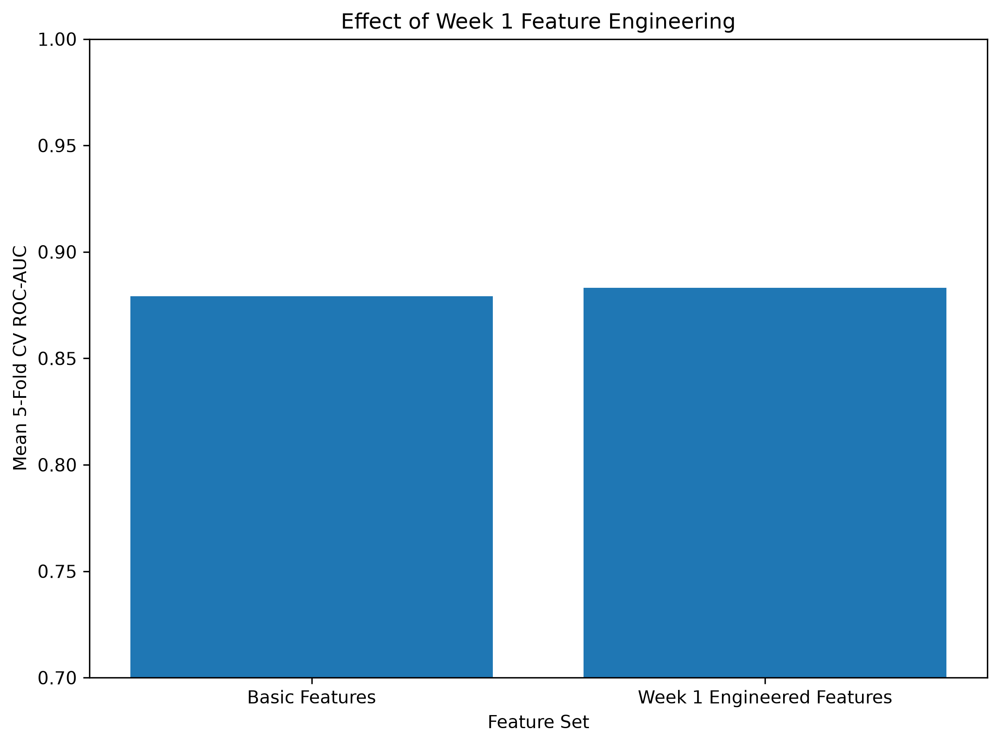 Effect of Week 1 Feature Engineering
1.00
0.95
0.90
0.85
0.80
0.75
0.70
Mean 5-Fold CV ROC-AUC
Basic Features
Week 1 Engineered Features
Feature Set